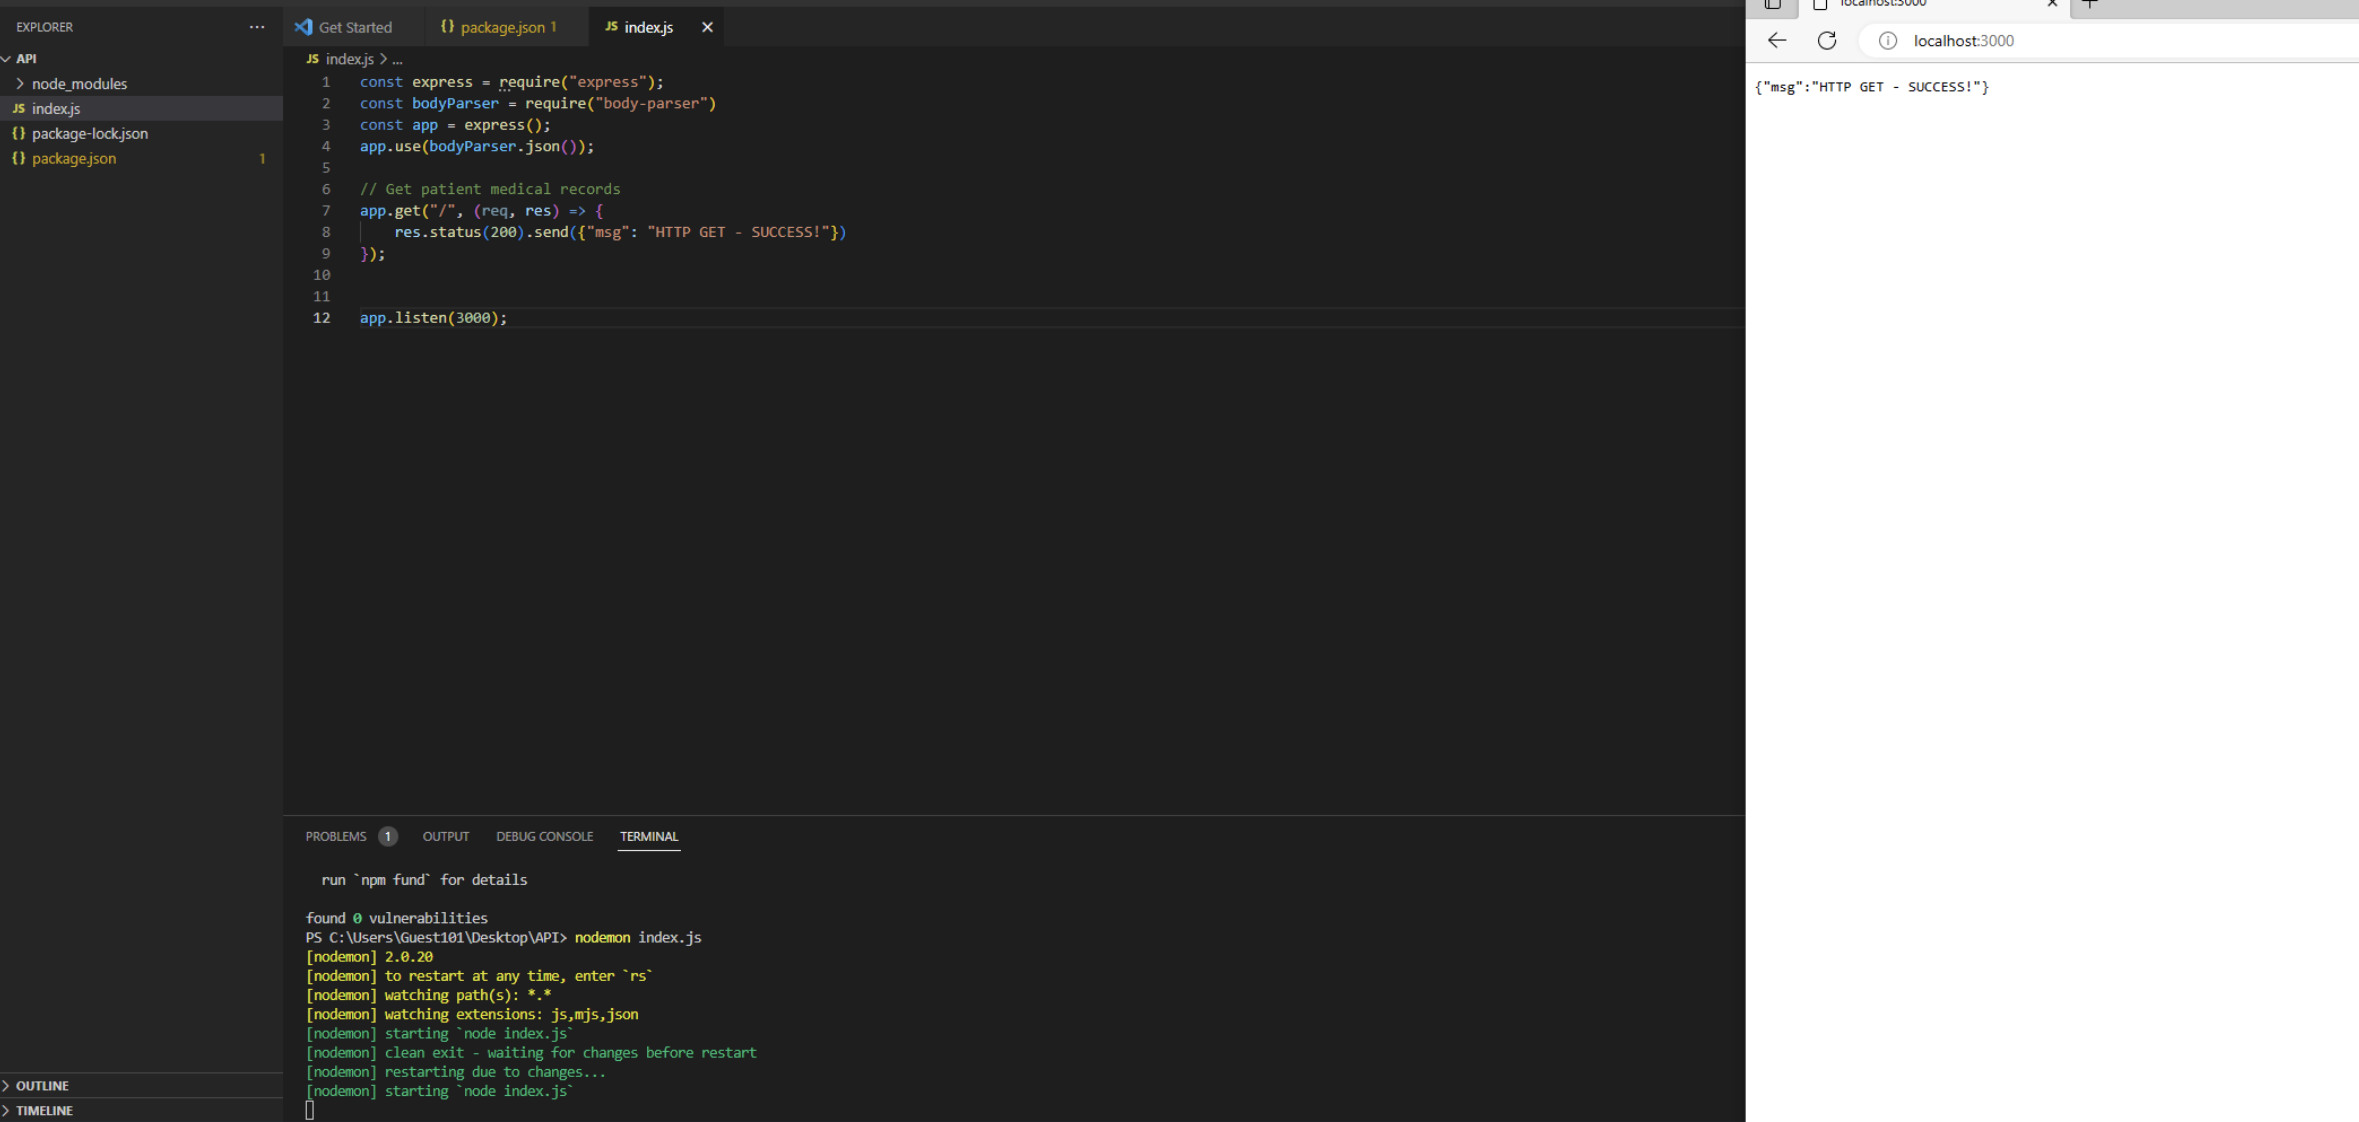 EXPLORER
API
node_modules
JS index.js
{} package-lock.json
{} package.json 1
OUTLINE
TIMELINE
Get Started
{} package.json 1
JS index.js
JS index.js > ...
1 const express = require("express");
2 const bodyParser = require("body-parser")
3 const app = express();
4 app.use(bodyParser.json());
5
6 // Get patient medical records
7 app.get("/", (req, res) => {
8     res.status(200).send({"msg": "HTTP GET - SUCCESS!"})
9 });
10
11
12 app.listen(3000);
PROBLEMS 1 OUTPUT DEBUG CONSOLE TERMINAL
run `npm fund` for details
found 0 vulnerabilities
PS C:\Users\Guest101\Desktop\API> nodemon index.js
[nodemon] 2.0.20
[nodemon] to restart at any time, enter `rs`
[nodemon] watching path(s): *.*
[nodemon] watching extensions: js,mjs,json
[nodemon] starting `node index.js`
[nodemon] clean exit - waiting for changes before restart
[nodemon] restarting due to changes...
[nodemon] starting `node index.js`
localhost:3000
localhost:3000
{"msg":"HTTP GET - SUCCESS!"}